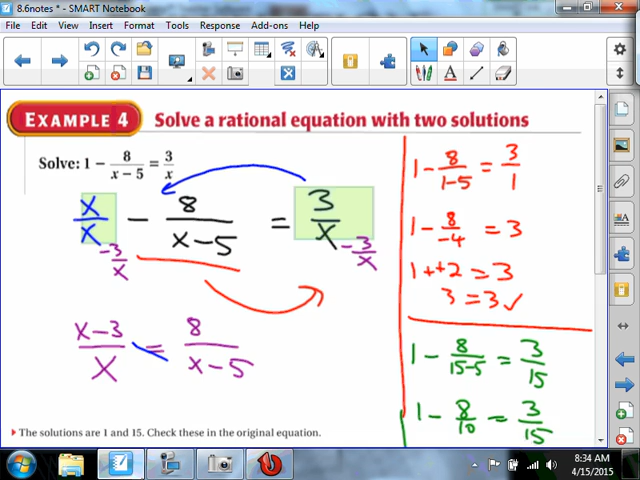 8.6notes * - SMART Notebook
File Edit View Insert Format Tools Response Help
EXAMPLE 4 Solve a rational equation with two solutions
Solve: 1 − 8/(x − 5) = 3/x
x/x − 8/(x−5) = 3/x
−3/x −3/x
(x−3)/x = 8/(x−5)
1 − 8/(1−5) = 3/1
1 − 8/−4 = 3
1 + +2 = 3
3 = 3 ✓
1 − 8/(15−5) = 3/15
1 − 8/10 = 3/15
▶ The solutions are 1 and 15. Check these in the original equation.
8:34 AM
4/15/2015